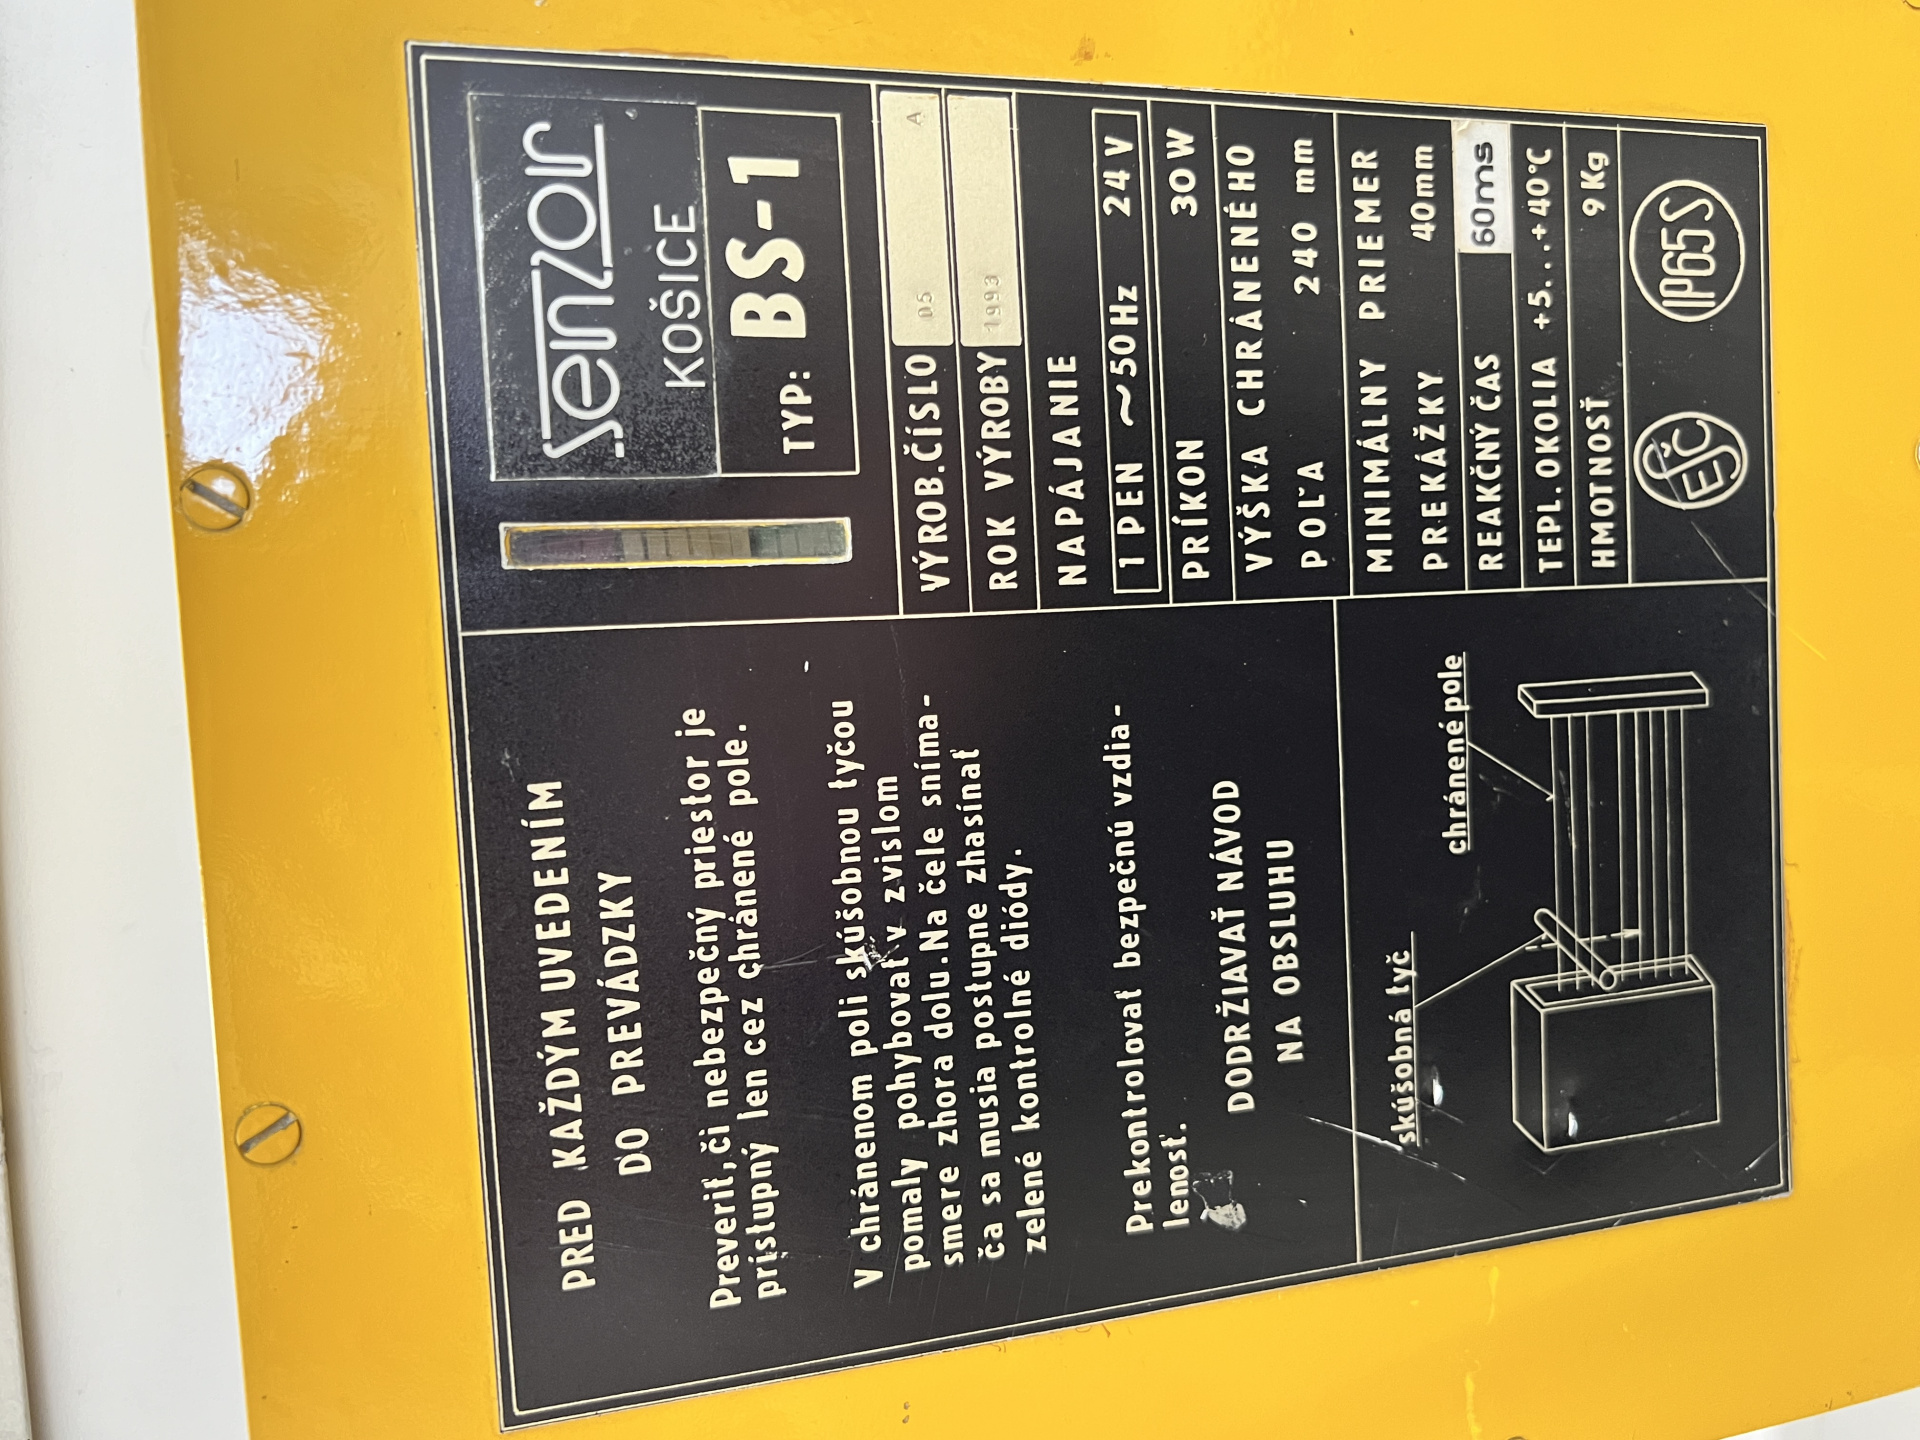 PRED KAŽDÝM UVEDENÍM
DO PREVÁDZKY
Preveriť, či nebezpečný priestor je
prístupný len cez chránené pole.
V chránenom poli skúšobnou tyčou
pomaly pohybovať v zvislom
smere zhora dolu. Na čele sníma-
ča sa musia postupne zhasínať
zelené kontrolné diódy.
Prekontrolovať bezpečnú vzdia-
lenosť.
DODRŽIAVAŤ NÁVOD
NA OBSLUHU
skúšobná tyč
chránené pole
senzor
KOŠICE
TYP: BS-1
VÝROB. ČÍSLO 05 A
ROK VÝROBY 1993
NAPÁJANIE
1 PEN ~50Hz 24 V
PRÍKON 30 W
VÝŠKA CHRÁNENÉHO
POĽA 240 mm
MINIMÁLNY PRIEMER
PREKÁŽKY 40mm
REAKČNÝ ČAS 60ms
TEPL. OKOLIA +5...+40°C
HMOTNOSŤ 9 Kg
EŠČ IP65